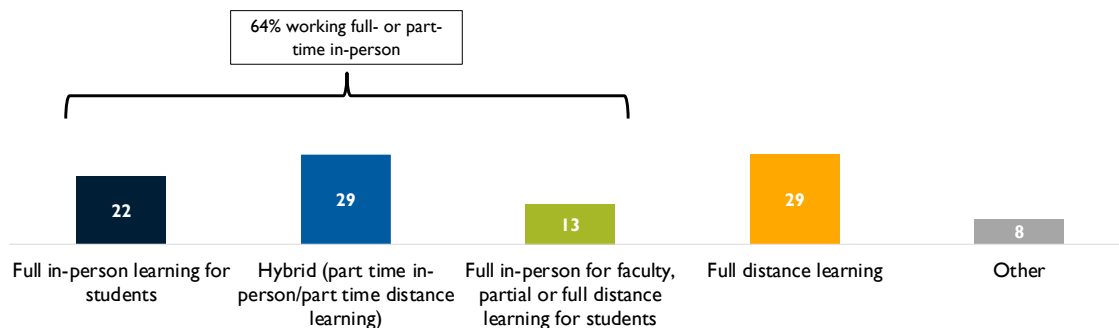 64% working full- or part-
time in-person
22
29
13
29
8
Full in-person learning for
students
Hybrid (part time in-
person/part time distance
learning)
Full in-person for faculty,
partial or full distance
learning for students
Full distance learning
Other